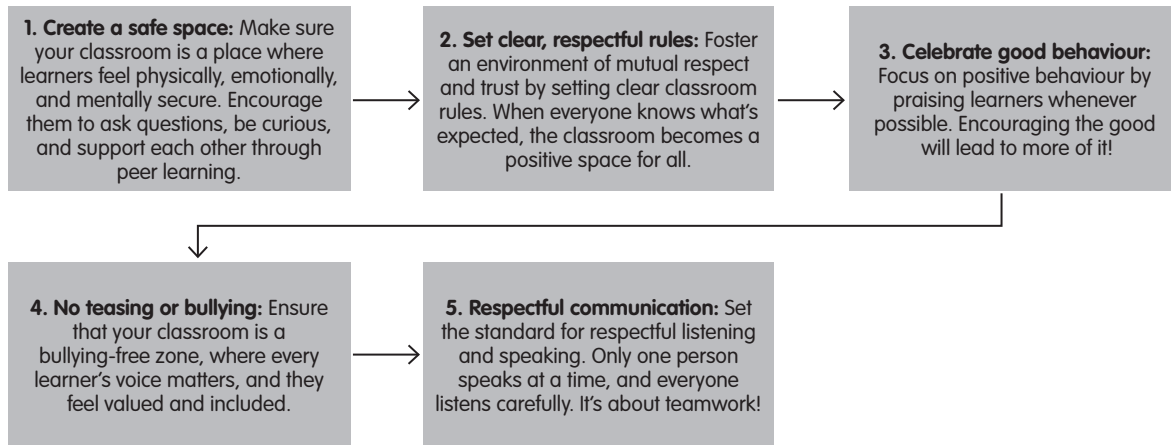 1. Create a safe space: Make sure
your classroom is a place where
learners feel physically, emotionally,
and mentally secure. Encourage
them to ask questions, be curious,
and support each other through
peer learning.
2. Set clear, respectful rules: Foster
an environment of mutual respect
and trust by setting clear classroom
rules. When everyone knows what's
expected, the classroom becomes a
positive space for all.
3. Celebrate good behaviour:
Focus on positive behaviour by
praising learners whenever
possible. Encouraging the good
will lead to more of it!
4. No teasing or bullying: Ensure
that your classroom is a
bullying-free zone, where every
learner's voice matters, and they
feel valued and included.
5. Respectful communication: Set
the standard for respectful listening
and speaking. Only one person
speaks at a time, and everyone
listens carefully. It's about teamwork!